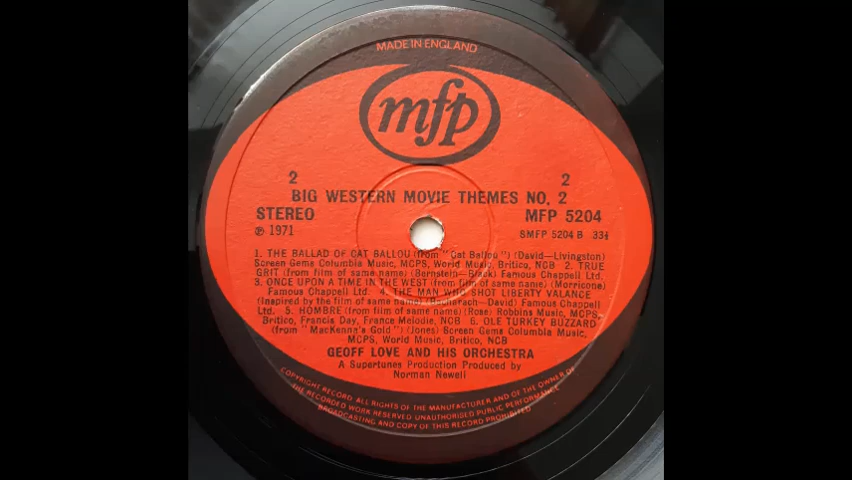 MADE IN ENGLAND
mfp
2 2
BIG WESTERN MOVIE THEMES NO. 2
STEREO MFP 5204
℗ 1971 SMFP 5204 B 33⅓
1. THE BALLAD OF CAT BALLOU (from "Cat Ballou") (David—Livingston)
Screen Gems Columbia Music, MCPS, World Music, Britico, NCB 2. TRUE
GRIT (from film of same name) (Bernstein—Black) Famous Chappell Ltd.
3. ONCE UPON A TIME IN THE WEST (from film of same name) (Morricone)
Famous Chappell Ltd. 4. THE MAN WHO SHOT LIBERTY VALANCE
(Inspired by the film of same name) (Bacharach—David) Famous Chappell
Ltd. 5. HOMBRE (from film of same name) (Rose) Robbins Music, MCPS,
Britico, Francis Day, France Melodie, NCB 6. OLE TURKEY BUZZARD
(from "MacKenna's Gold") (Jones) Screen Gems Columbia Music,
MCPS, World Music, Britico, NCB
GEOFF LOVE AND HIS ORCHESTRA
A Supertunes Production Produced by
Norman Newell
COPYRIGHT RECORD ALL RIGHTS OF THE MANUFACTURER AND OF THE OWNER OF
THE RECORDED WORK RESERVED UNAUTHORISED PUBLIC PERFORMANCE
BROADCASTING AND COPY OF THIS RECORD PROHIBITED